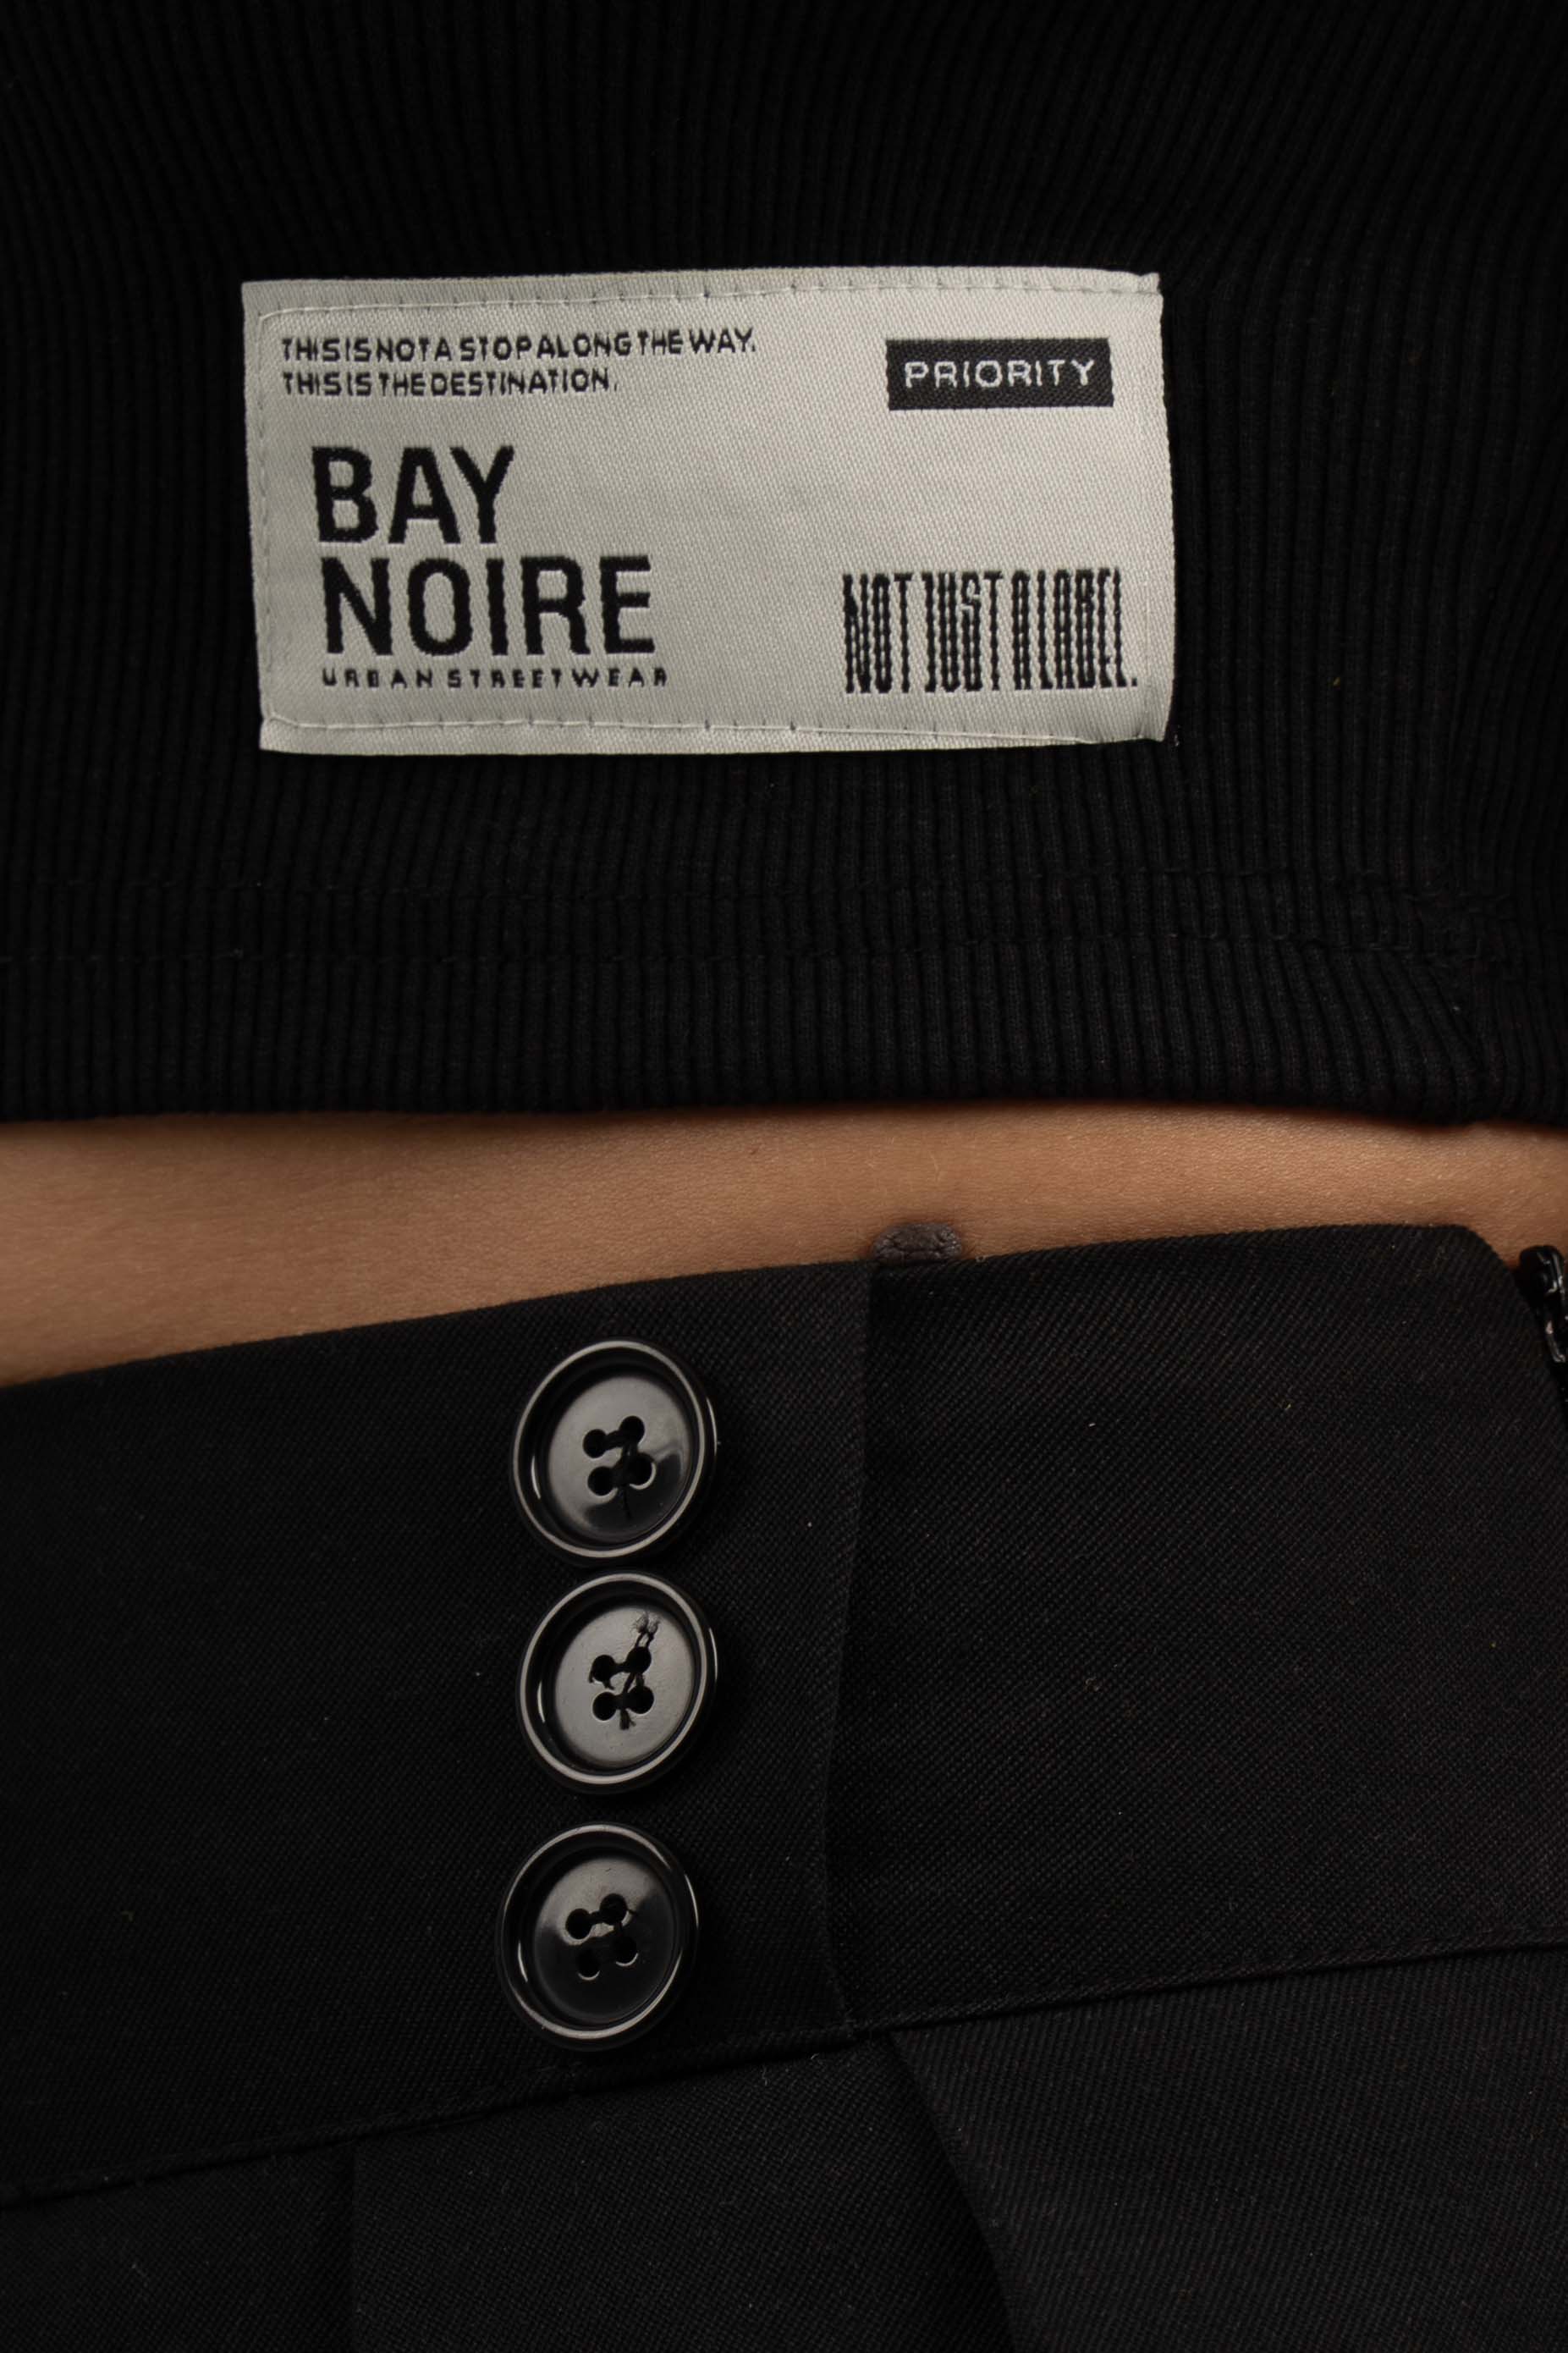 THIS IS NOT A STOP ALONG THE WAY.
THIS IS THE DESTINATION.
PRIORITY
BAY
NOIRE
URBAN STREETWEAR
NOT JUST A LABEL.